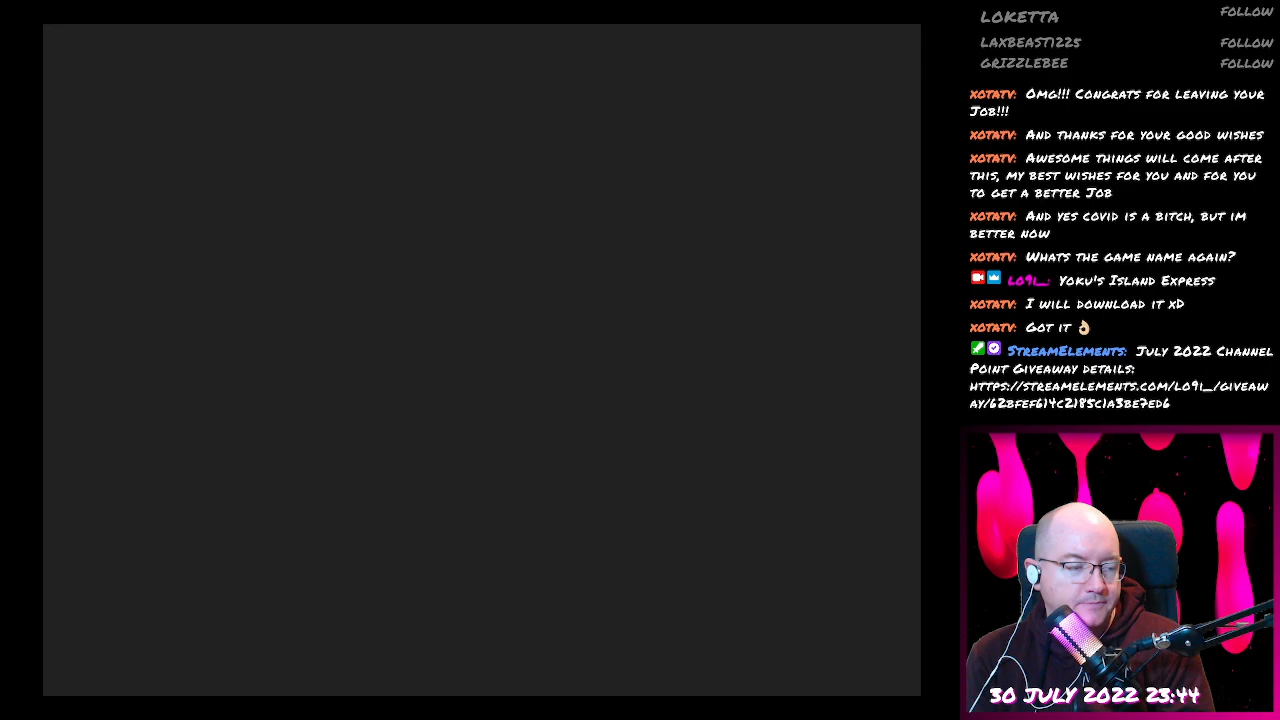 LOKETTA FOLLOW
LAXBEAST1225 FOLLOW
GRIZZLEBEE FOLLOW
XOTATV: OMG!!! CONGRATS FOR LEAVING YOUR
JOB!!!
XOTATV: AND THANKS FOR YOUR GOOD WISHES
XOTATV: AWESOME THINGS WILL COME AFTER
THIS, MY BEST WISHES FOR YOU AND FOR YOU
TO GET A BETTER JOB
XOTATV: AND YES COVID IS A BITCH, BUT IM
BETTER NOW
XOTATV: WHATS THE GAME NAME AGAIN?
LO9I_: YOKU'S ISLAND EXPRESS
XOTATV: I WILL DOWNLOAD IT XD
XOTATV: GOT IT 👌🏻
STREAMELEMENTS: JULY 2022 CHANNEL
POINT GIVEAWAY DETAILS:
HTTPS://STREAMELEMENTS.COM/LO9I_/GIVEAW
AY/62BFEF614C2185C1A3BE7ED6
30 JULY 2022 23:44